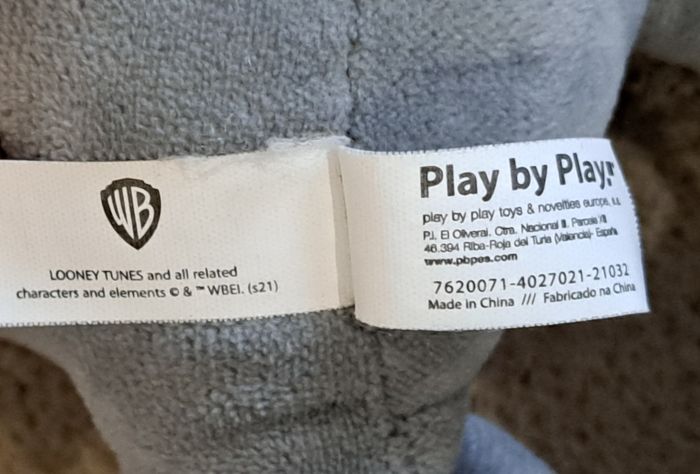 WB
LOONEY TUNES and all related
characters and elements © & ™ WBEI. (s21)
Play by Play
play by play toys & novelties europe, s.a.
P.I. El Oliveral. Ctra. Nacional III. Parcela VII
46.394 Riba-Roja del Turia (Valencia)- España
www.pbpes.com
7620071-4027021-21032
Made in China /// Fabricado na China